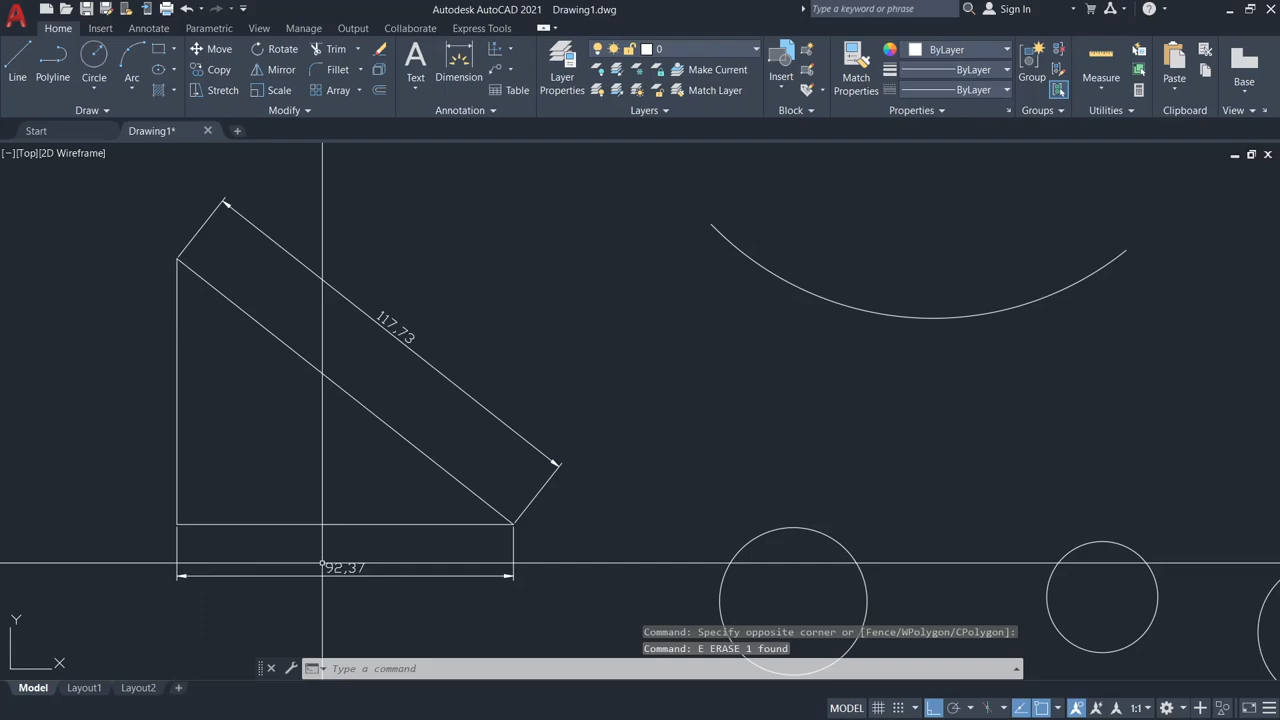 Autodesk AutoCAD 2021 Drawing1.dwg
Type a keyword or phrase
Sign In
Home Insert Annotate Parametric View Manage Output Collaborate Express Tools
Line Polyline Circle Arc
Move Rotate Trim
Copy Mirror Fillet
Stretch Scale Array
Text Dimension Table
Layer Properties
0
Make Current
Match Layer
Insert
Match Properties
ByLayer
ByLayer
ByLayer
Group
Measure
Paste
Base
Draw Modify Annotation Layers Block Properties Groups Utilities Clipboard View
Start Drawing1*
[−][Top][2D Wireframe]
117,73
92,37
Y
X
Command: Specify opposite corner or [Fence/WPolygon/CPolygon]:
Command: E ERASE 1 found
Type a command
Model Layout1 Layout2
MODEL 1:1